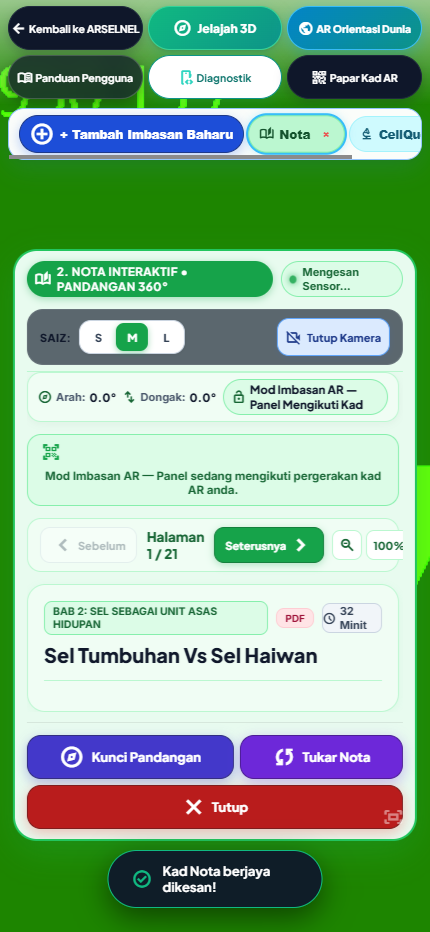 Kembali ke ARSELNEL
Jelajah 3D
AR Orientasi Dunia
Panduan Pengguna
Diagnostik
Papar Kad AR
+ Tambah Imbasan Baharu
Nota ×
CellQu
2. NOTA INTERAKTIF •
PANDANGAN 360°
Mengesan
Sensor...
SAIZ: S M L
Tutup Kamera
Arah: 0.0° Dongak: 0.0°
Mod Imbasan AR —
Panel Mengikuti Kad
Mod Imbasan AR — Panel sedang mengikuti pergerakan kad
AR anda.
Sebelum
Halaman
1 / 21
Seterusnya
100%
BAB 2: SEL SEBAGAI UNIT ASAS
HIDUPAN
PDF
32
Minit
Sel Tumbuhan Vs Sel Haiwan
Kunci Pandangan
Tukar Nota
Tutup
Kad Nota berjaya
dikesan!